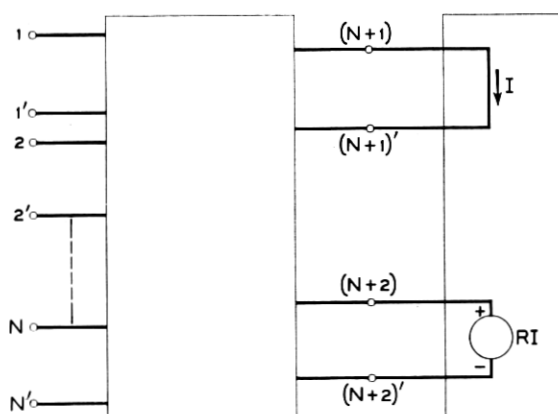 1
1'
2
2'
N
N'
(N+1)
(N+1)'
I
(N+2)
(N+2)'
+
RI
−